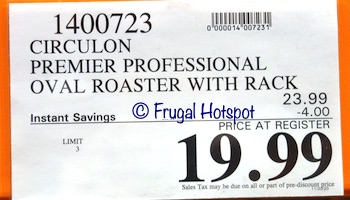 1400723
0000014007231
CIRCULON
PREMIER PROFESSIONAL
OVAL ROASTER WITH RACK
23.99
Instant Savings
-4.00
© Frugal Hotspot
PRICE AT REGISTER
LIMIT
3
19.99
Sales Tax may be due on all or part of pre-discount price